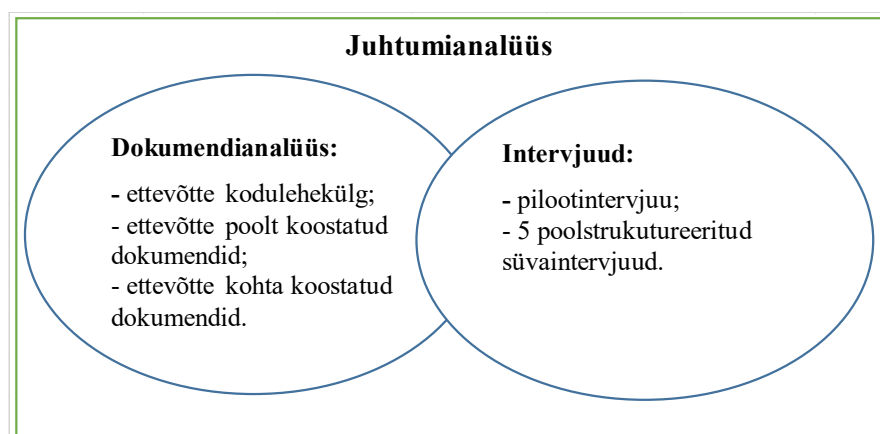 Juhtumianalüüs
Dokumendianalüüs:
- ettevõtte kodulehekülg;
- ettevõtte poolt koostatud
dokumendid;
- ettevõtte kohta koostatud
dokumendid.
Intervjuud:
- pilootintervjuu;
- 5 poolstrukutureeritud
süvaintervjuud.